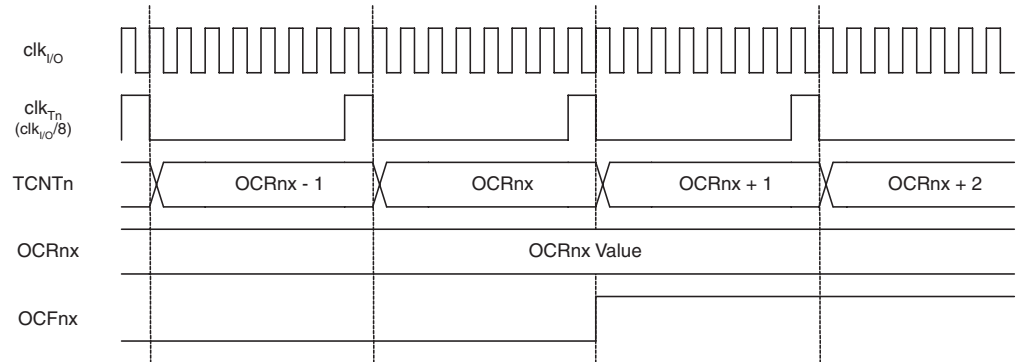 clkI/O
clkTn
(clkI/O/8)
TCNTn OCRnx - 1 OCRnx OCRnx + 1 OCRnx + 2
OCRnx OCRnx Value
OCFnx